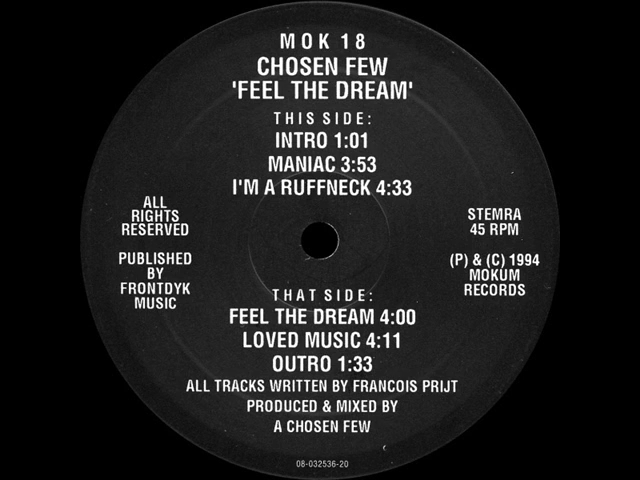 MOK 18
CHOSEN FEW
'FEEL THE DREAM'
THIS SIDE:
INTRO 1:01
MANIAC 3:53
I'M A RUFFNECK 4:33
ALL
RIGHTS
RESERVED
PUBLISHED
BY
FRONTDYK
MUSIC
STEMRA
45 RPM
(P) & (C) 1994
MOKUM
RECORDS
THAT SIDE:
FEEL THE DREAM 4:00
LOVED MUSIC 4:11
OUTRO 1:33
ALL TRACKS WRITTEN BY FRANCOIS PRIJT
PRODUCED & MIXED BY
A CHOSEN FEW
08-032536-20